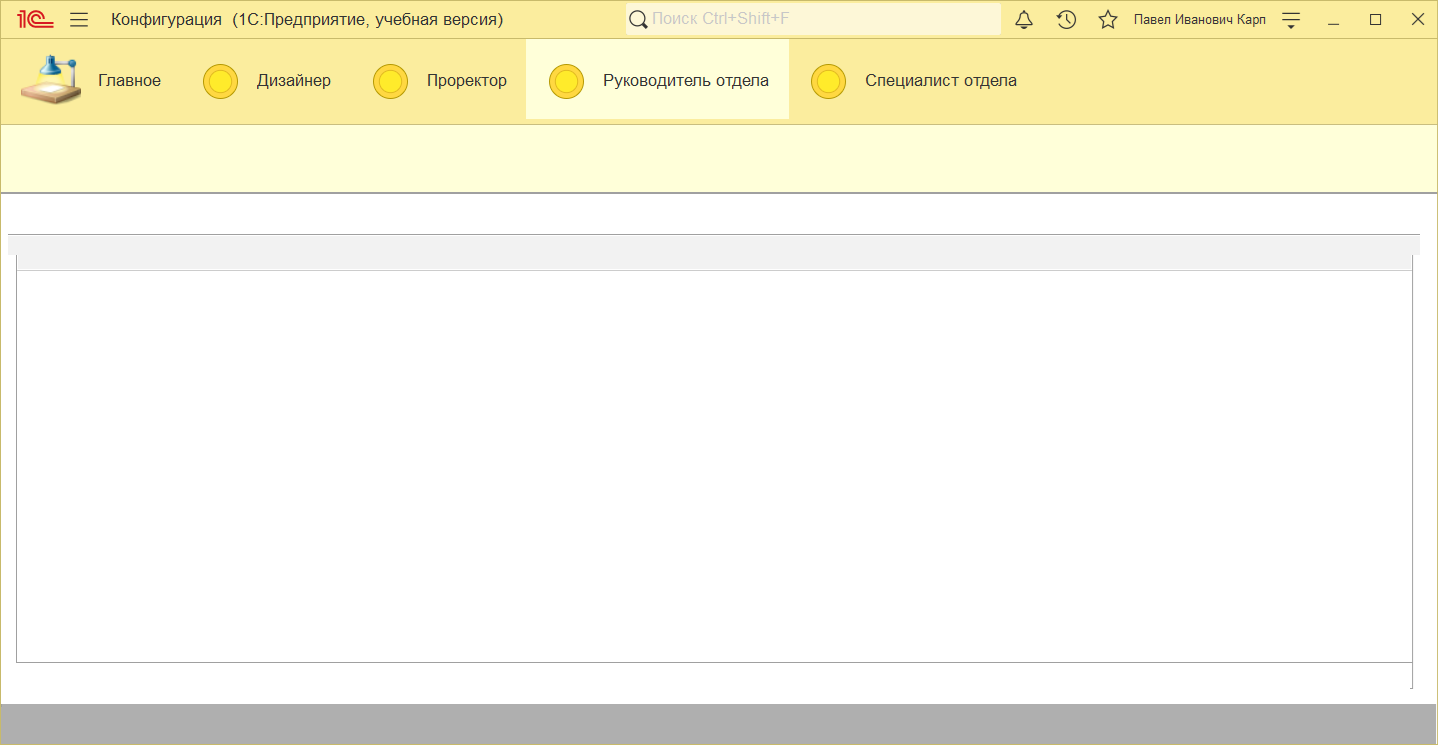 1С Конфигурация (1С:Предприятие, учебная версия) Поиск Ctrl+Shift+F Павел Иванович Карп
Главное Дизайнер Проректор Руководитель отдела Специалист отдела